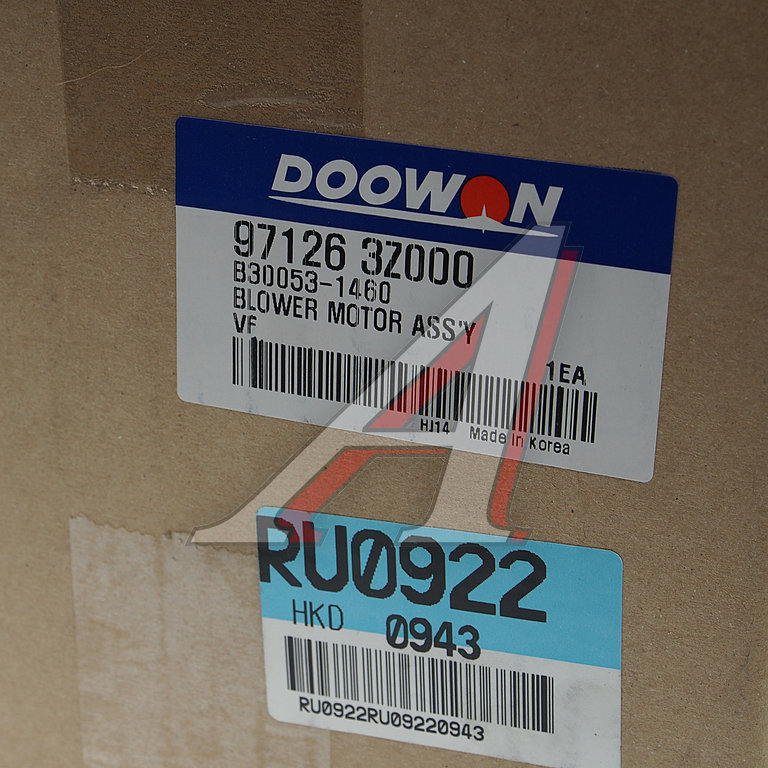 DOOWON
97126 3Z000
B30053-1460
BLOWER MOTOR ASS'Y
VF
1EA
HJ14 Made in Korea
RU0922
HKD 0943
RU0922RU09220943